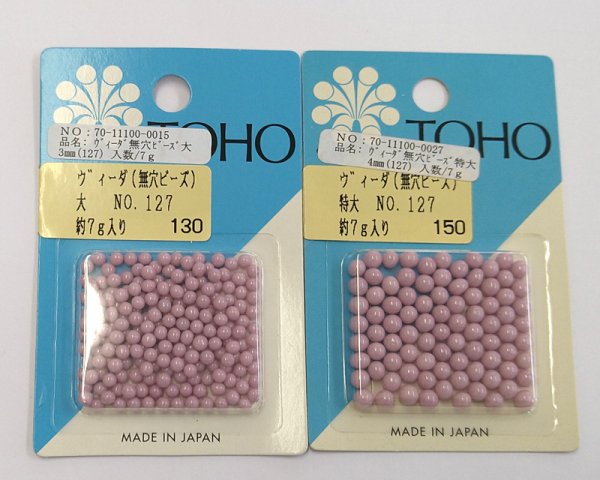 TOHO
NO：70-11100-0015
品名：ヴィーダ無穴ビーズ大
3mm(127) 入数/7g
ヴィーダ(無穴ビーズ)
大 NO.127
約7g入り 130
MADE IN JAPAN
TOHO
NO：70-11100-0027
品名：ヴィーダ無穴ビーズ特大
4mm(127) 入数/7g
ヴィーダ(無穴ビーズ)
特大 NO.127
約7g入り 150
MADE IN JAPAN